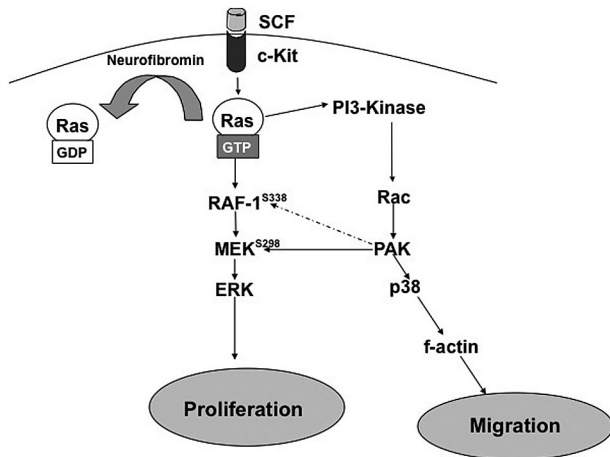 SCF
c-Kit
Neurofibromin
Ras
GDP
Ras
GTP
PI3-Kinase
RAF-1S338
Rac
MEKS298
PAK
ERK
p38
f-actin
Proliferation
Migration